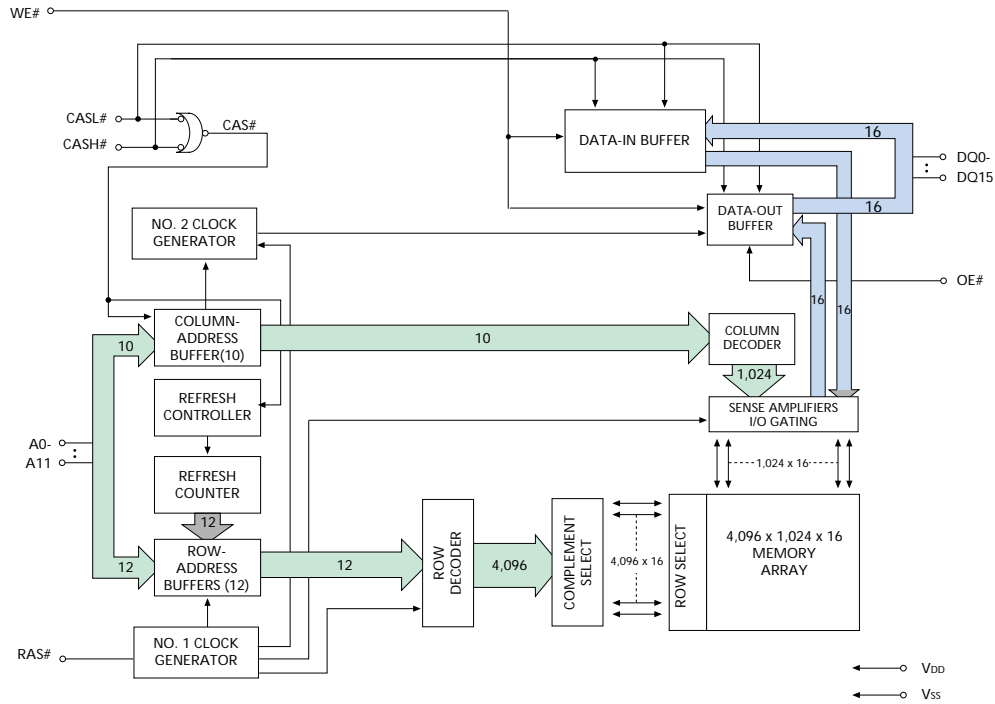 WE#
CASL#
CASH#
CAS#
DATA-IN BUFFER
16
DQ0-
:
DQ15
DATA-OUT
BUFFER
16
NO. 2 CLOCK
GENERATOR
OE#
16
16
COLUMN-
ADDRESS
BUFFER(10)
10
10
COLUMN
DECODER
1,024
REFRESH
CONTROLLER
SENSE AMPLIFIERS
I/O GATING
A0-
:
A11
1,024 x 16
REFRESH
COUNTER
12
ROW-
ADDRESS
BUFFERS (12)
12
12
ROW
DECODER
4,096
COMPLEMENT
SELECT
4,096 x 16
ROW SELECT
4,096 x 1,024 x 16
MEMORY
ARRAY
RAS#
NO. 1 CLOCK
GENERATOR
VDD
VSS